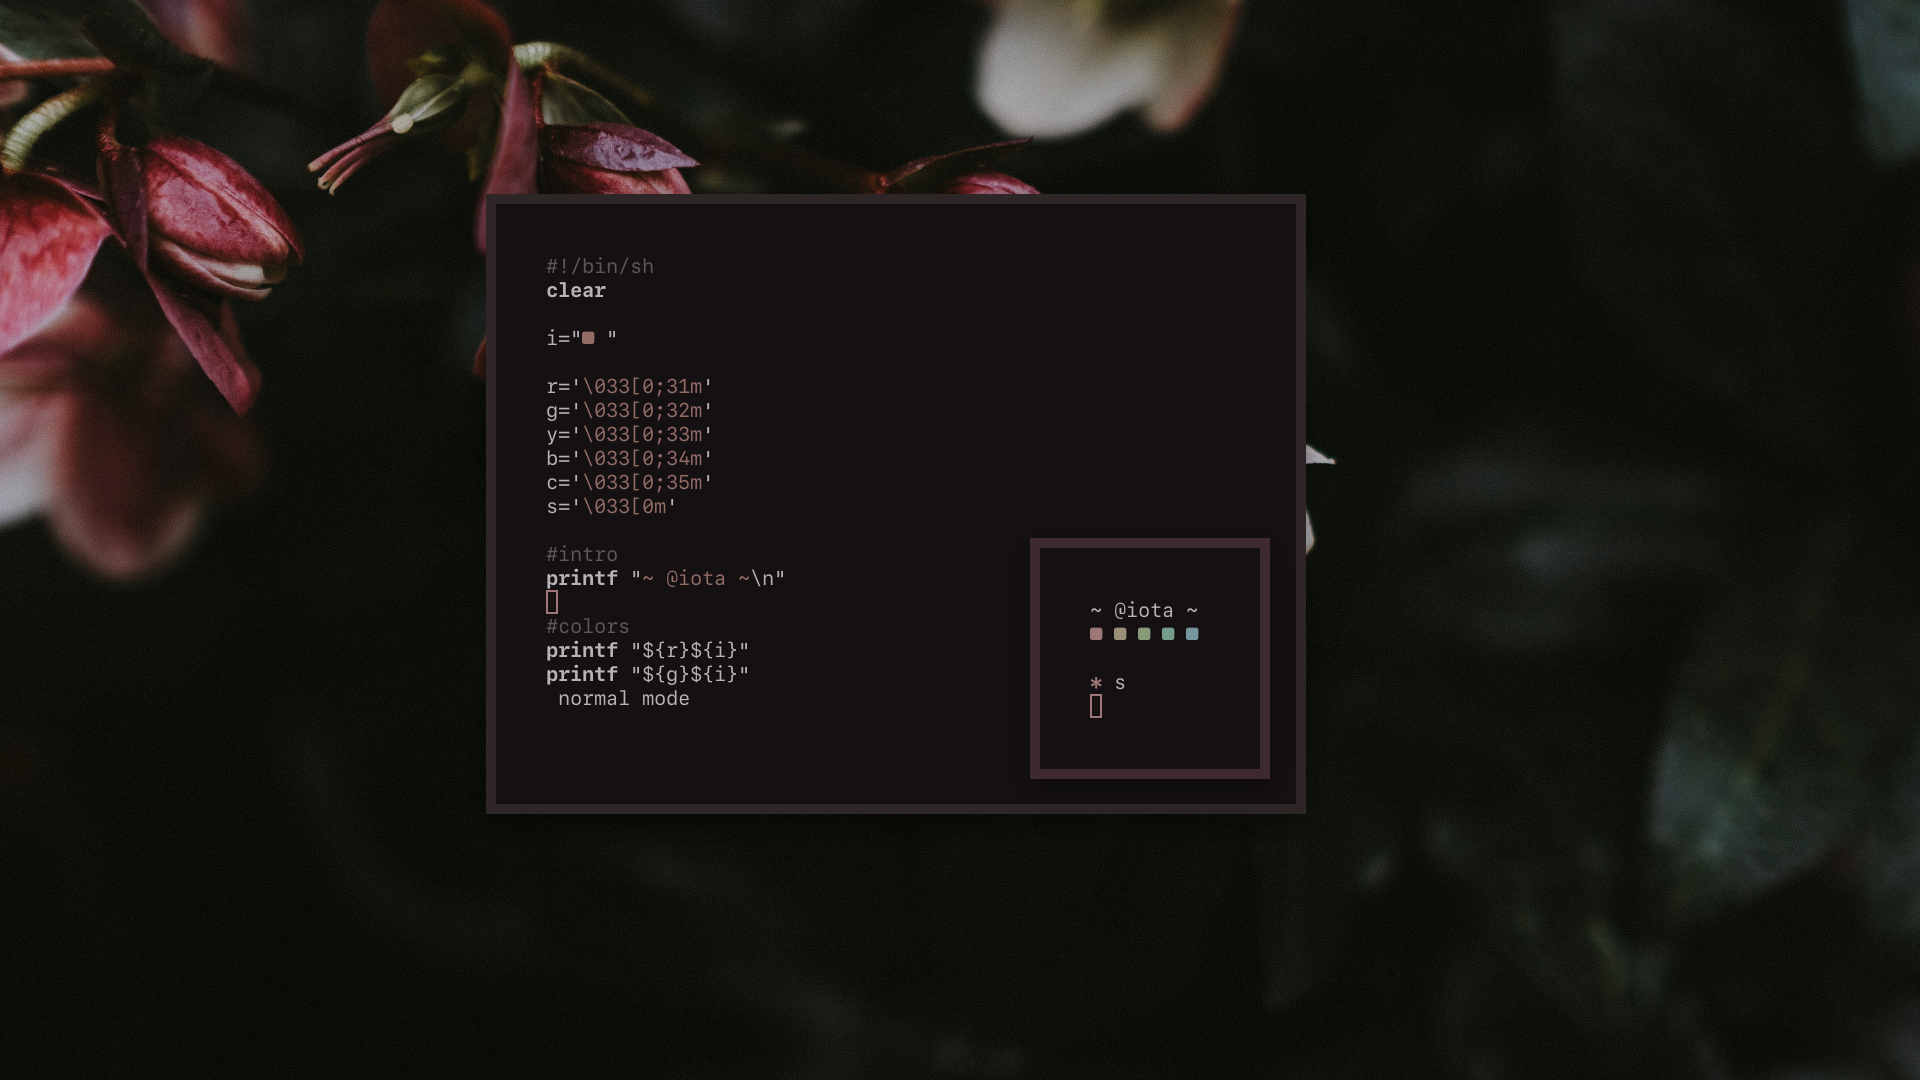 #!/bin/sh
clear
i="■ "
r='\033[0;31m'
g='\033[0;32m'
y='\033[0;33m'
b='\033[0;34m'
c='\033[0;35m'
s='\033[0m'
#intro
printf "~ @iota ~\n"
#colors
printf "${r}${i}"
printf "${g}${i}"
normal mode
~ @iota ~
■ ■ ■ ■ ■
* s